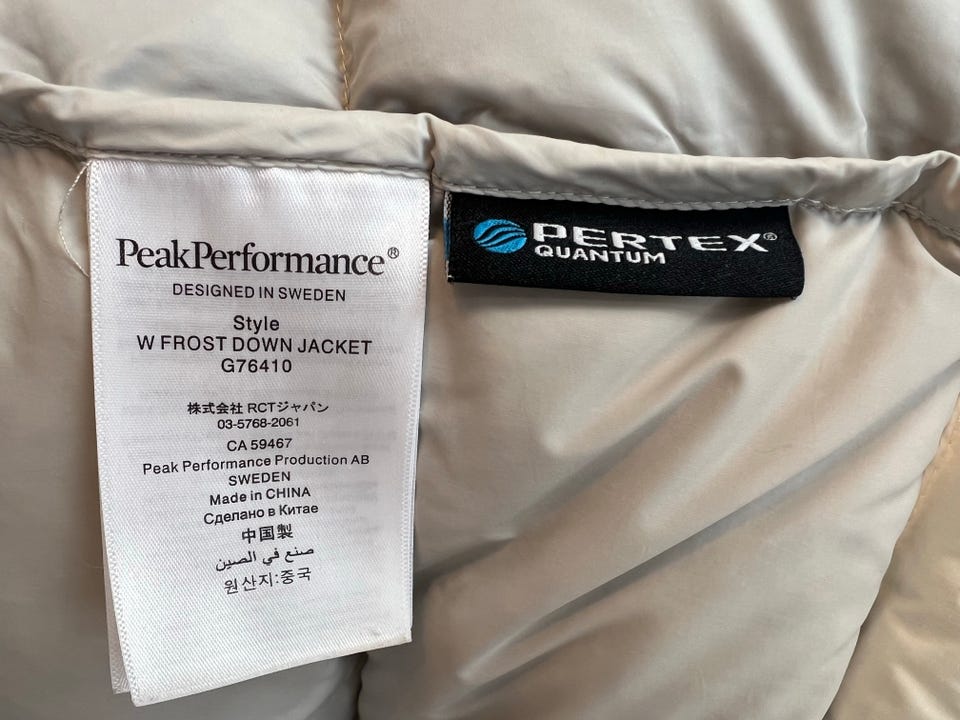 PeakPerformance®
DESIGNED IN SWEDEN
Style
W FROST DOWN JACKET
G76410
株式会社 RCTジャパン
03-5768-2061
CA 59467
Peak Performance Production AB
SWEDEN
Made in CHINA
Сделано в Китае
中国製
صنع في الصين
원산지:중국
PERTEX®
QUANTUM